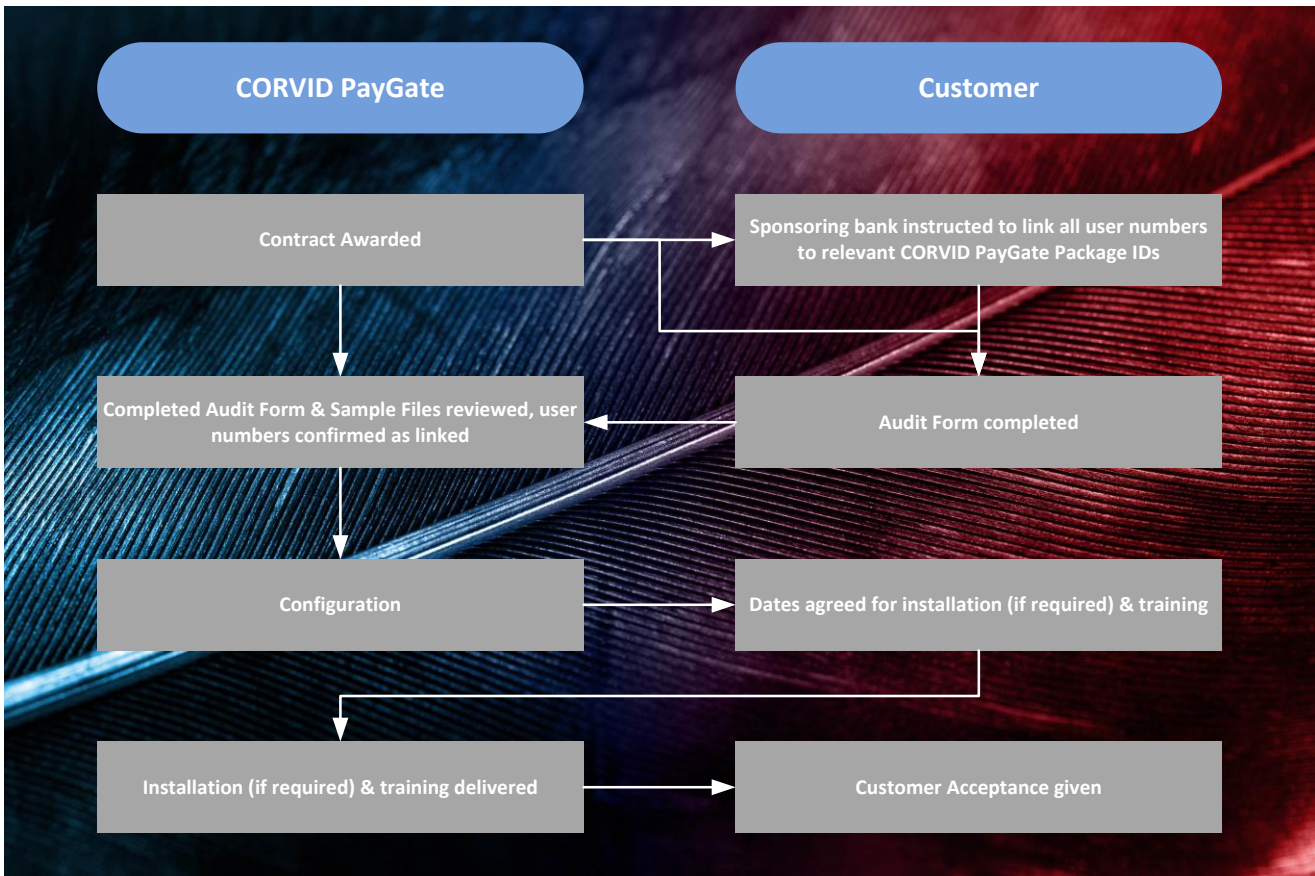 CORVID PayGate
Customer
Contract Awarded
Sponsoring bank instructed to link all user numbers
to relevant CORVID PayGate Package IDs
Completed Audit Form & Sample Files reviewed, user
numbers confirmed as linked
Audit Form completed
Configuration
Dates agreed for installation (if required) & training
Installation (if required) & training delivered
Customer Acceptance given